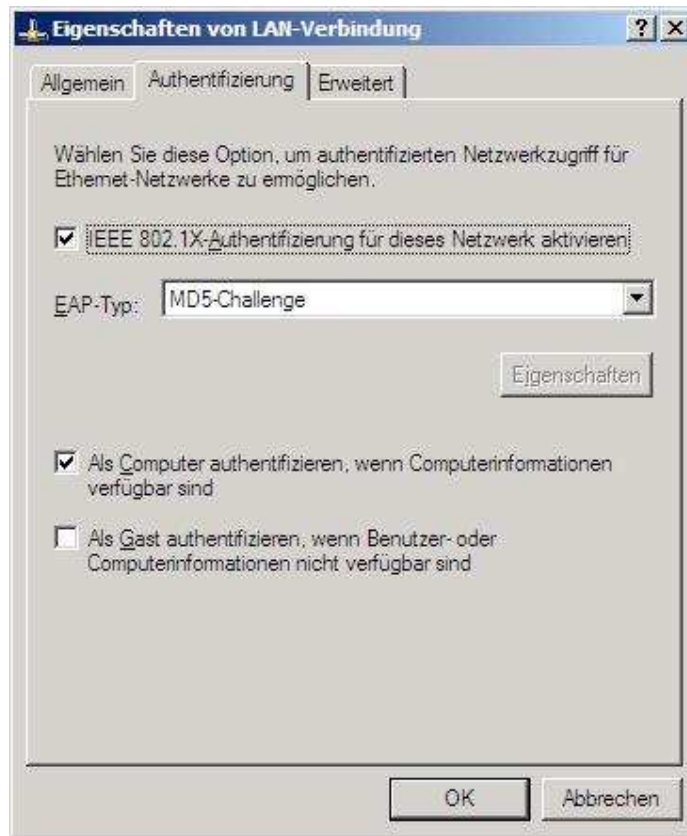 Eigenschaften von LAN-Verbindung
Allgemein Authentifizierung Erweitert
Wählen Sie diese Option, um authentifizierten Netzwerkzugriff für
Ethernet-Netzwerke zu ermöglichen.
IEEE 802.1X-Authentifizierung für dieses Netzwerk aktivieren
EAP-Typ: MD5-Challenge
Eigenschaften
Als Computer authentifizieren, wenn Computerinformationen
verfügbar sind
Als Gast authentifizieren, wenn Benutzer- oder
Computerinformationen nicht verfügbar sind
OK Abbrechen